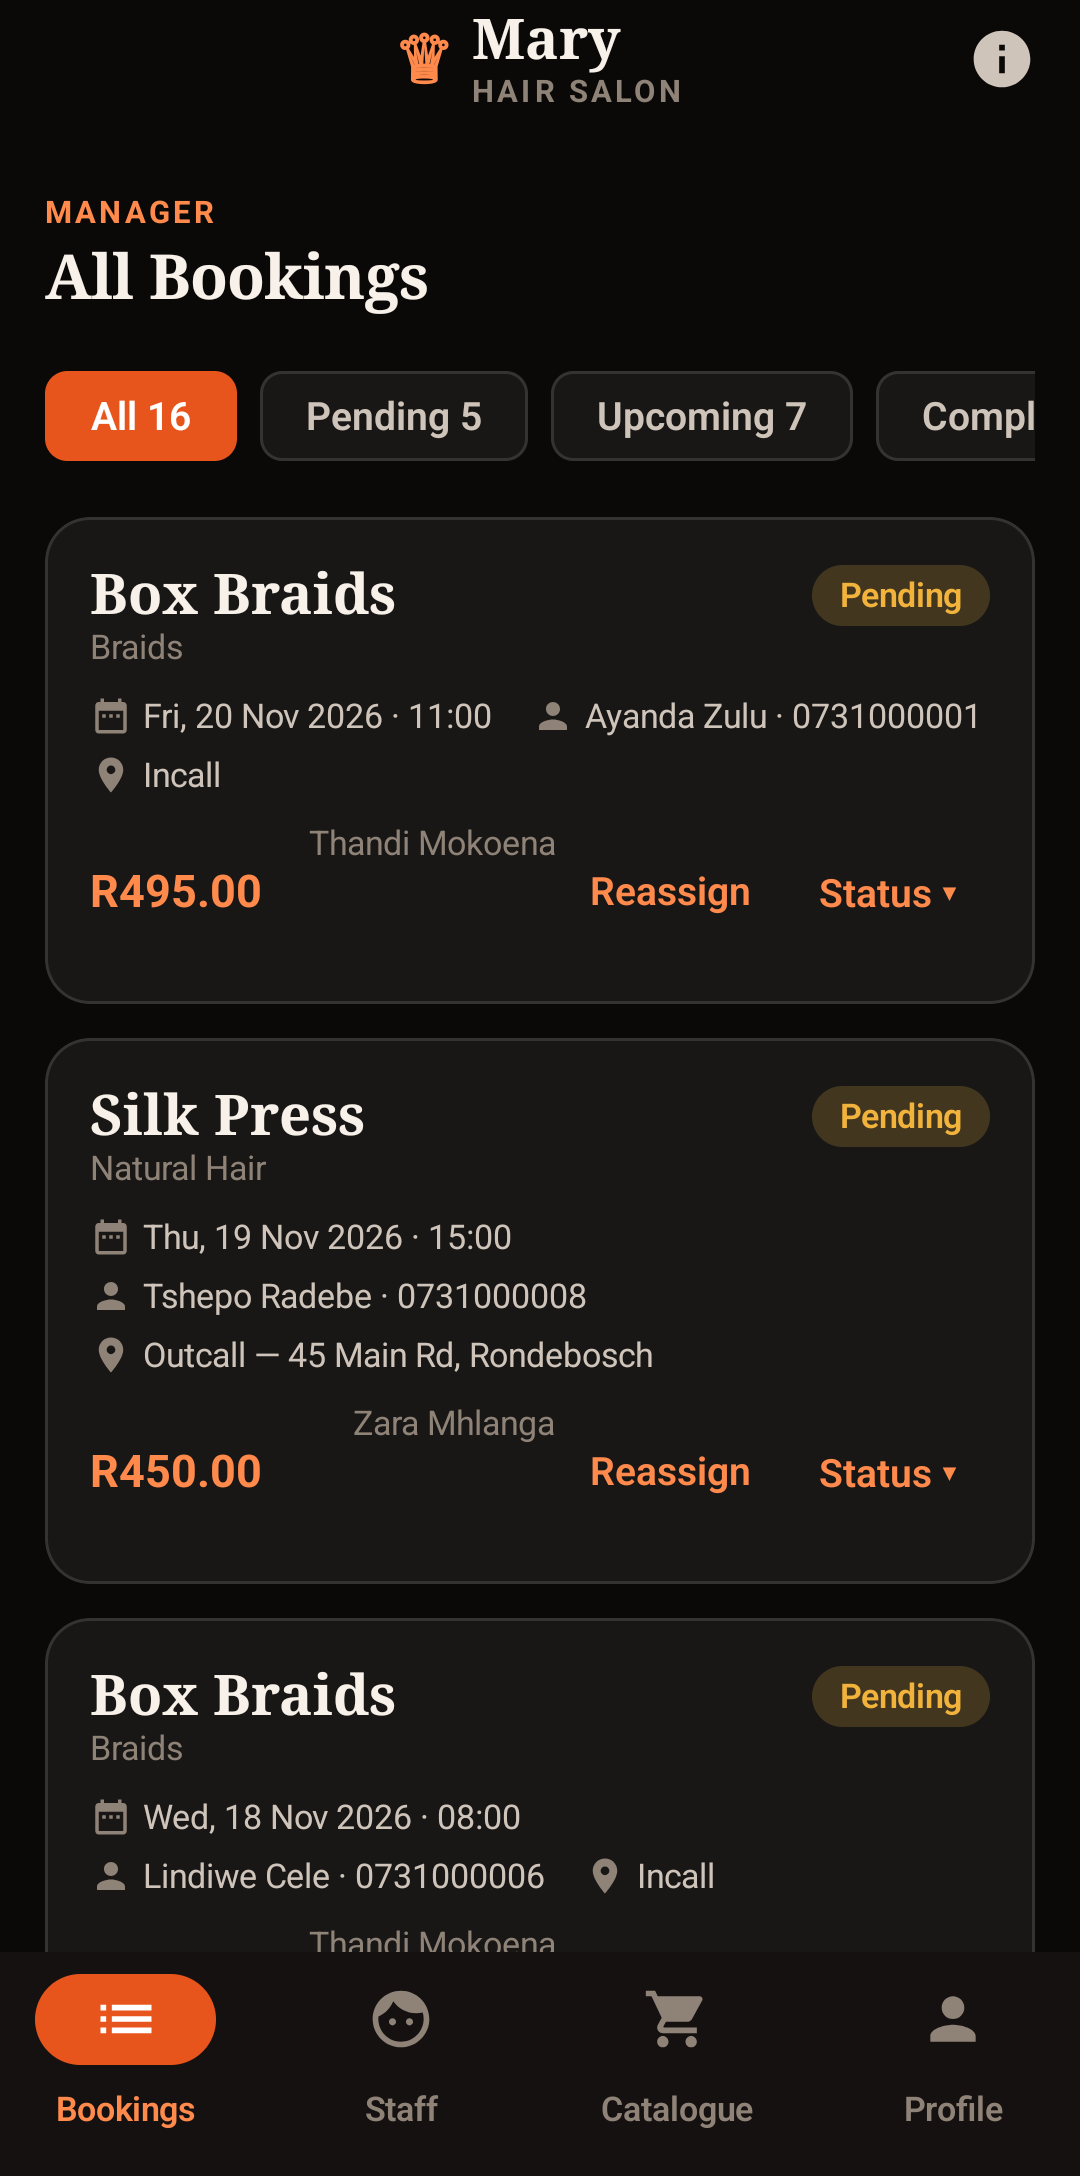 Mary
HAIR SALON
MANAGER
All Bookings
All 16
Pending 5
Upcoming 7
Compl
Box Braids
Pending
Braids
Fri, 20 Nov 2026 · 11:00
Ayanda Zulu · 0731000001
Incall
Thandi Mokoena
R495.00
Reassign
Status ▾
Silk Press
Pending
Natural Hair
Thu, 19 Nov 2026 · 15:00
Tshepo Radebe · 0731000008
Outcall — 45 Main Rd, Rondebosch
Zara Mhlanga
R450.00
Reassign
Status ▾
Box Braids
Pending
Braids
Wed, 18 Nov 2026 · 08:00
Lindiwe Cele · 0731000006
Incall
Thandi Mokoena
Bookings
Staff
Catalogue
Profile